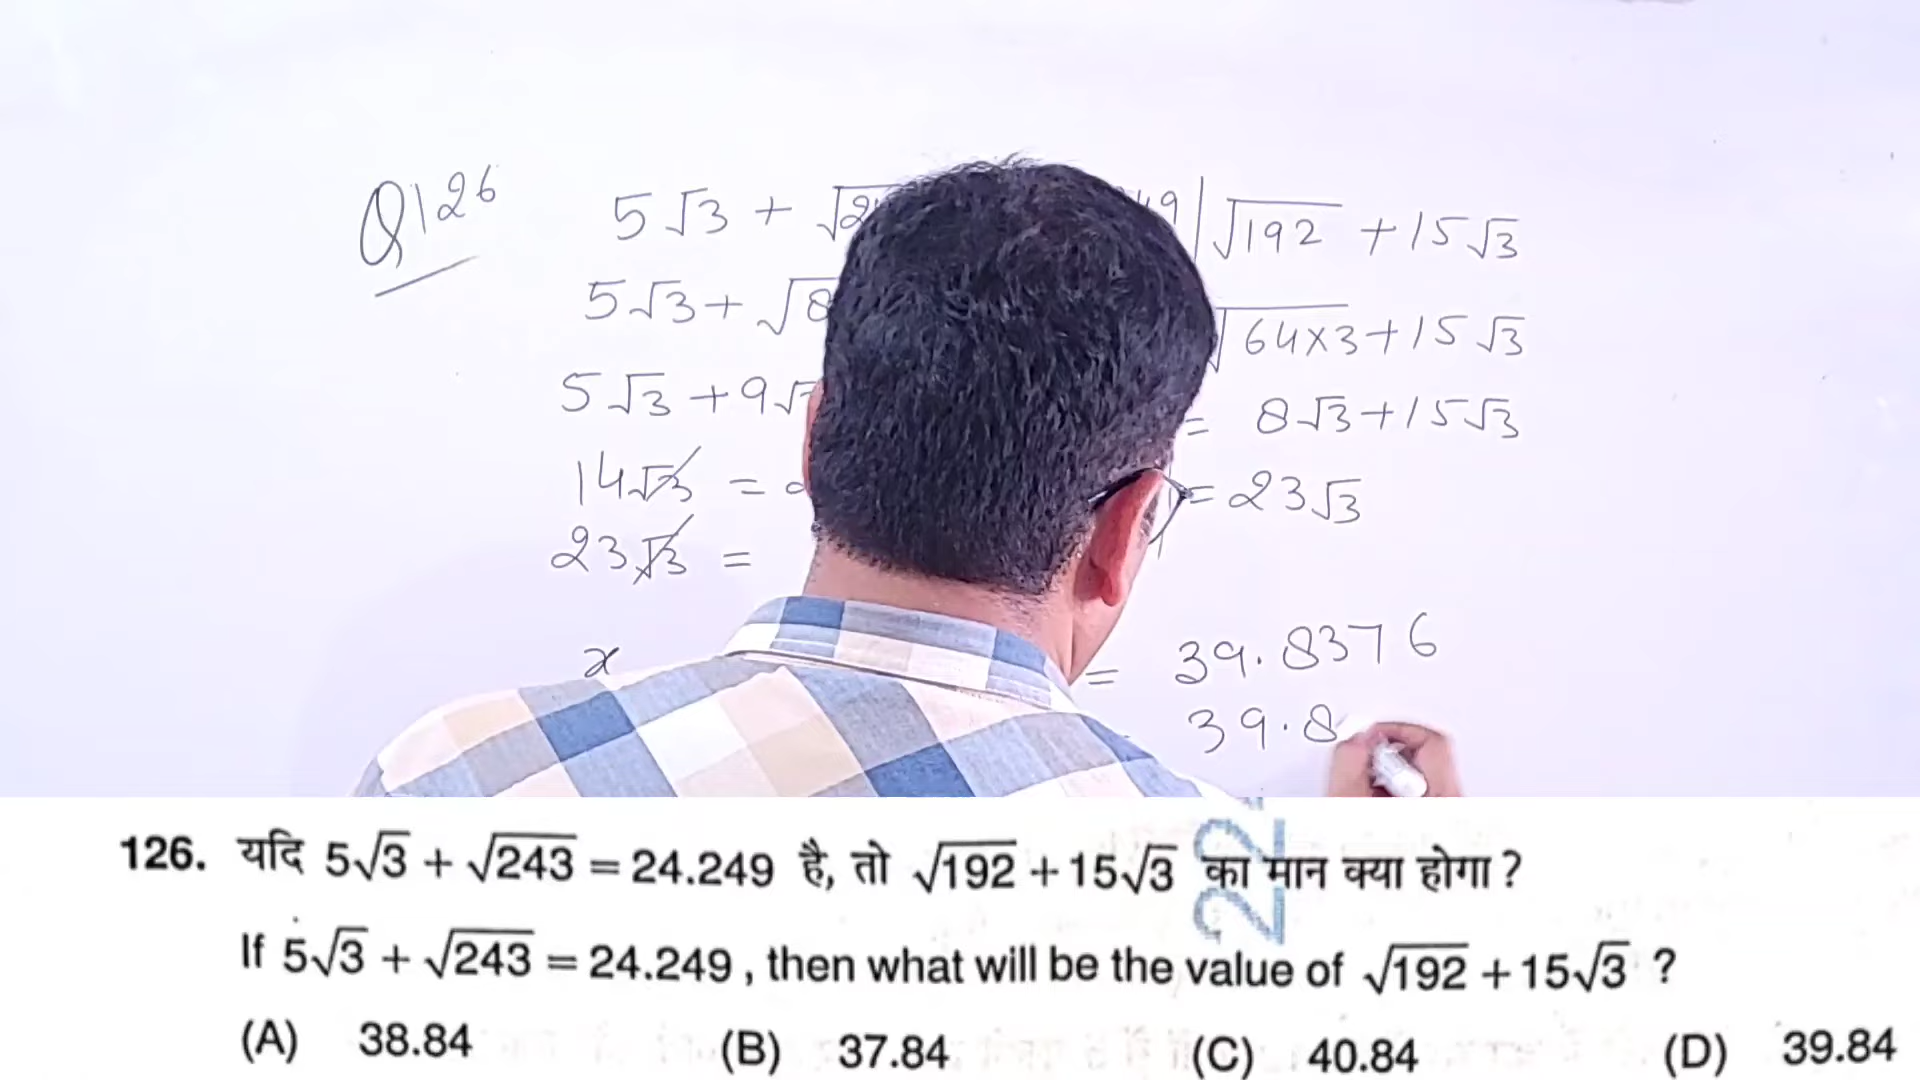 Q126
5√3 + √2 49 | √192 + 15√3
5√3 + √8 √64×3 + 15√3
5√3 + 9√ = 8√3 + 15√3
14√3 = = 23√3
23√3 =
x = 39.8376
39.8
126. यदि 5√3 + √243 = 24.249 है, तो √192 + 15√3 का मान क्या होगा ?
If 5√3 + √243 = 24.249, then what will be the value of √192 + 15√3 ?
(A) 38.84 (B) 37.84 (C) 40.84 (D) 39.84